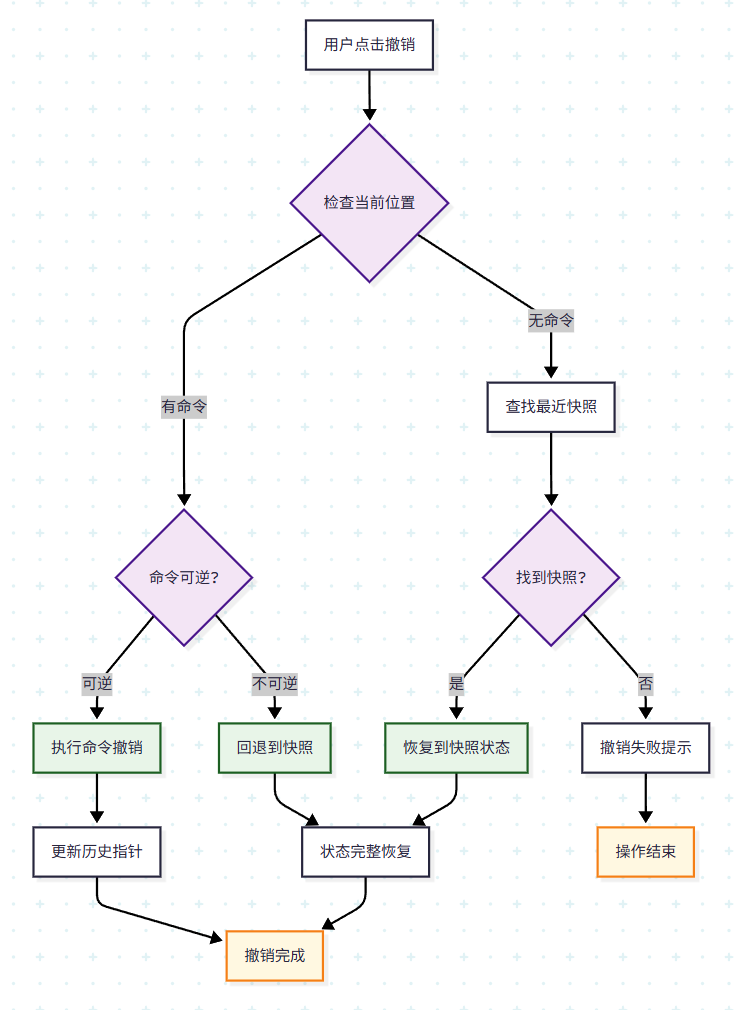 用户点击撤销
检查当前位置
无命令
有命令
查找最近快照
命令可逆?
找到快照?
可逆
不可逆
是
否
执行命令撤销
回退到快照
恢复到快照状态
撤销失败提示
更新历史指针
状态完整恢复
操作结束
撤销完成